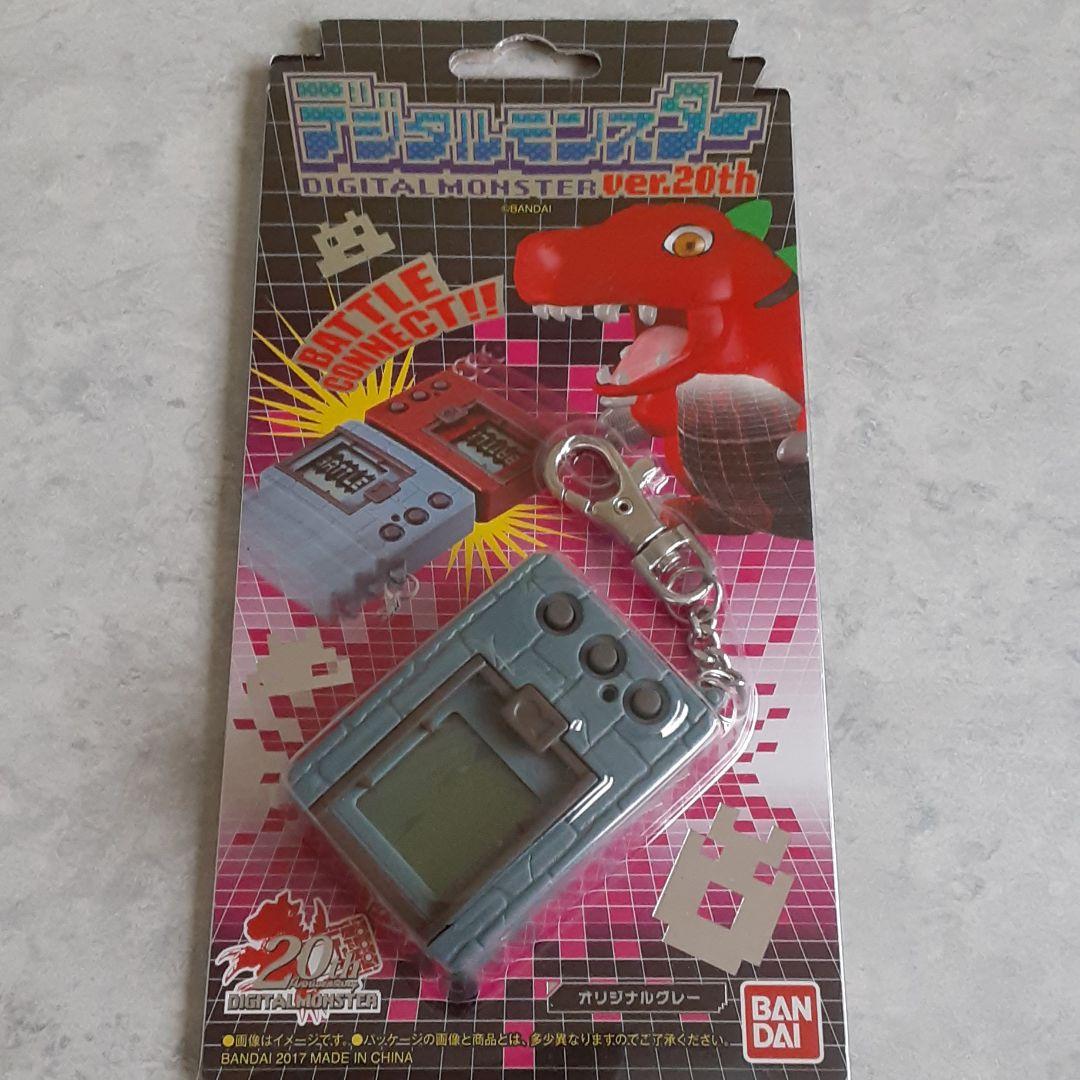 デジタルモンスター
DIGITALMONSTER ver.20th
©BANDAI
BATTLE
CONNECT!!
BATTLE
20th
ANNIVERSARY
DIGITALMONSTER
オリジナルグレー
BAN
DAI
●画像はイメージです。●パッケージの画像と商品とは、多少異なりますのでご了承ください。
BANDAI 2017 MADE IN CHINA